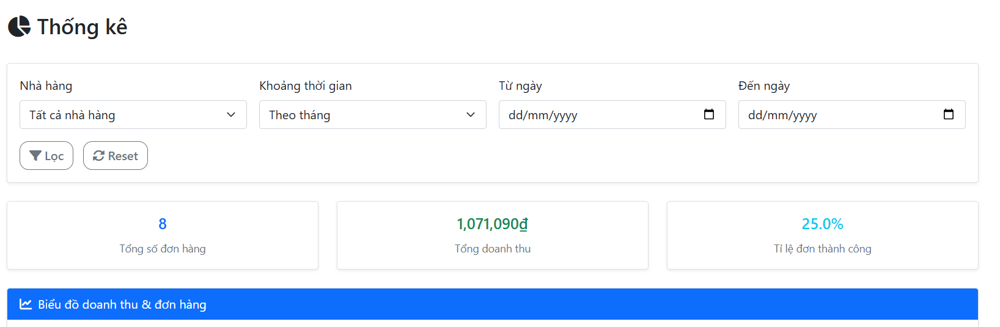 Thống kê
Nhà hàng
Khoảng thời gian
Từ ngày
Đến ngày
Tất cả nhà hàng
Theo tháng
dd/mm/yyyy
dd/mm/yyyy
Lọc
Reset
8
1,071,090₫
25.0%
Tổng số đơn hàng
Tổng doanh thu
Tỉ lệ đơn thành công
Biểu đồ doanh thu & đơn hàng